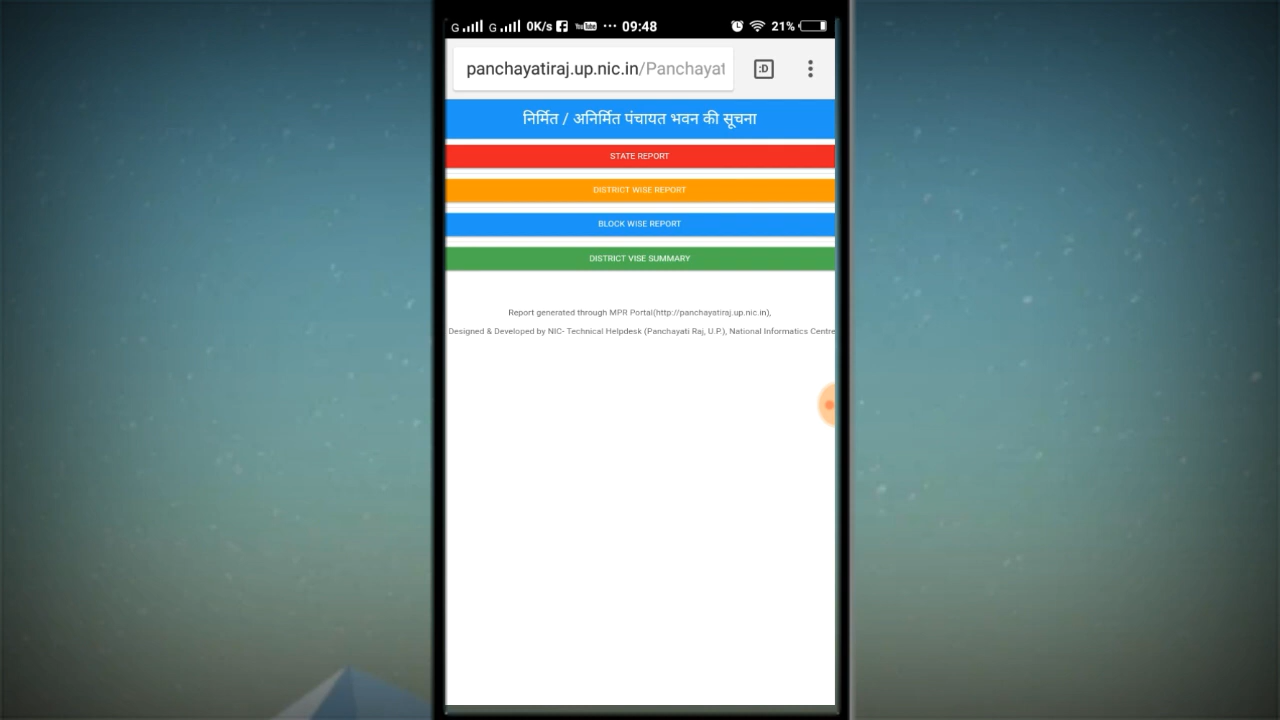 G G 0K/s YouTube ••• 09:48 21%
panchayatiraj.up.nic.in/Panchayat
:D
निर्मित / अनिर्मित पंचायत भवन की सूचना
STATE REPORT
DISTRICT WISE REPORT
BLOCK WISE REPORT
DISTRICT VISE SUMMARY
Report generated through MPR Portal(http://panchayatiraj.up.nic.in),
Designed & Developed by NIC- Technical Helpdesk (Panchayati Raj, U.P.), National Informatics Centre